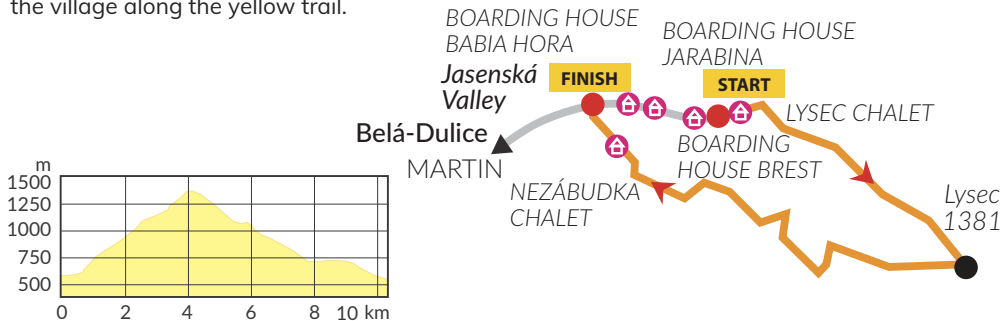 the village along the yellow trail.
BOARDING HOUSE
BABIA HORA
BOARDING HOUSE
JARABINA
Jasenská
Valley
FINISH
START
LYSEC CHALET
Belá-Dulice
MARTIN
BOARDING
HOUSE BREST
NEZÁBUDKA
CHALET
Lysec
1381
m
1500
1250
1000
750
500
0 2 4 6 8 10 km